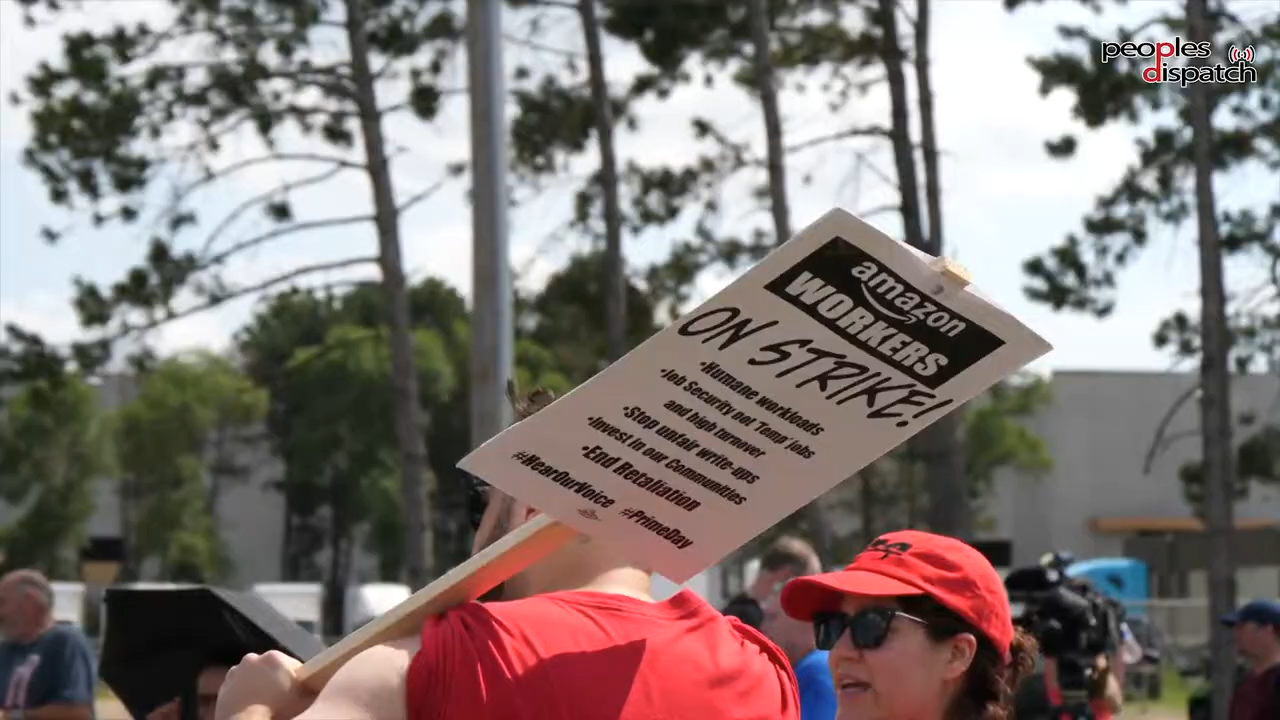 peoples
dispatch
amazon
WORKERS
ON STRIKE!
•Humane workloads
•Job Security not 'Temp' jobs
and high turnover
•Stop unfair write-ups
•Invest in our Communities
•End Retaliation
#HearOurVoice #PrimeDay